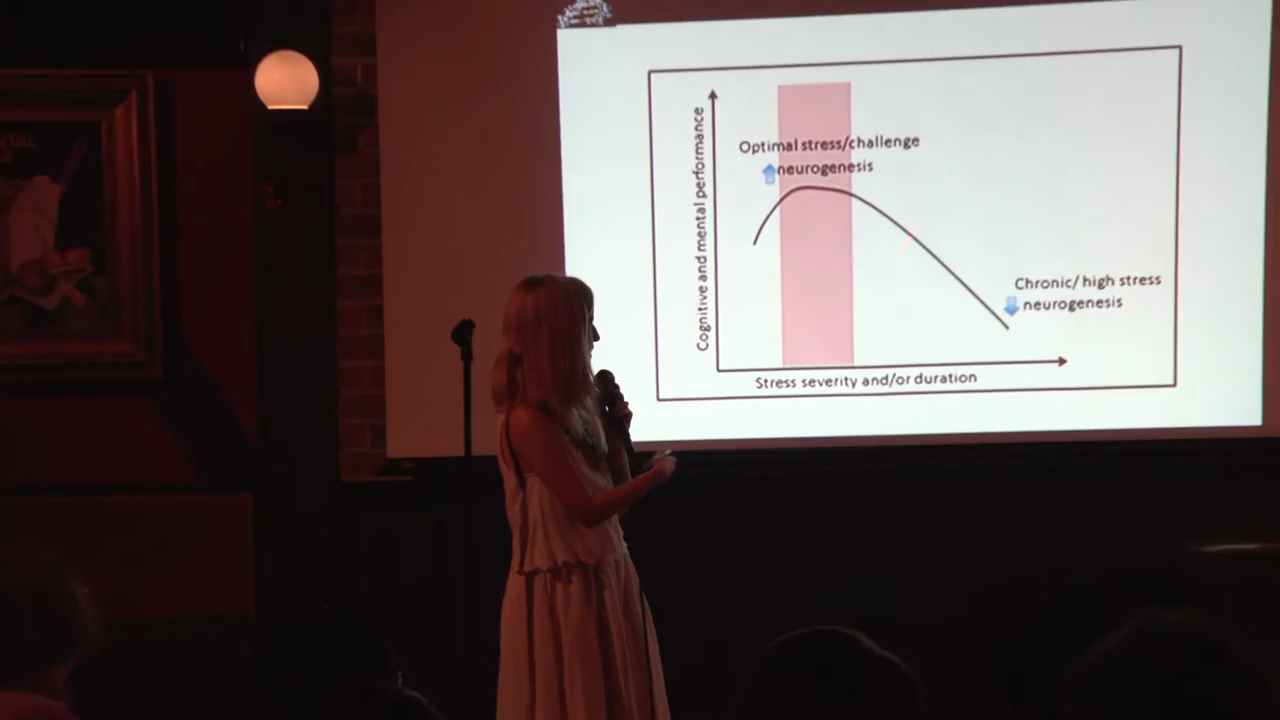 Optimal stress/challenge
neurogenesis
Cognitive and mental performance
Chronic/ high stress
neurogenesis
Stress severity and/or duration